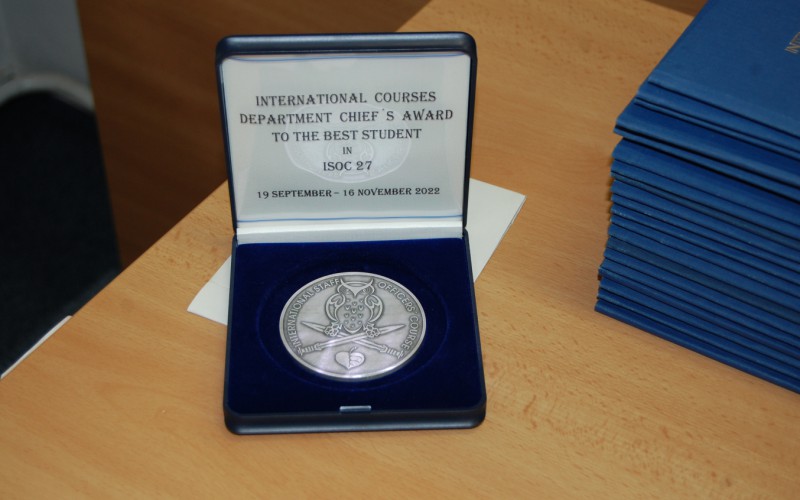 INTERNATIONAL COURSES
DEPARTMENT CHIEF´S AWARD
TO THE BEST STUDENT
IN
ISOC 27
19 SEPTEMBER – 16 NOVEMBER 2022
INTERNATIONAL STAFF OFFICERS COURSE